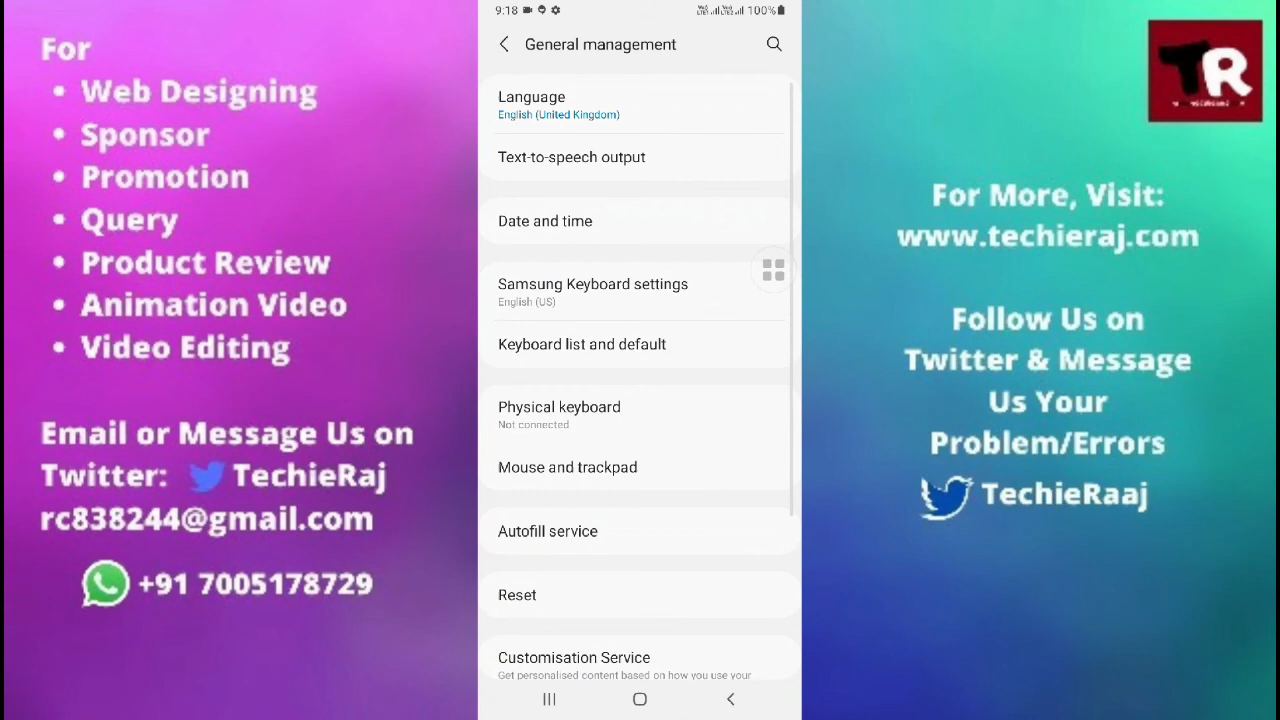 For
• Web Designing
• Sponsor
• Promotion
• Query
• Product Review
• Animation Video
• Video Editing
Email or Message Us on
Twitter: TechieRaj
rc838244@gmail.com
+91 7005178729
9:18
100%
General management
Language
English (United Kingdom)
Text-to-speech output
Date and time
Samsung Keyboard settings
English (US)
Keyboard list and default
Physical keyboard
Not connected
Mouse and trackpad
Autofill service
Reset
Customisation Service
Get personalised content based on how you use your
TR
For More, Visit:
www.techieraj.com
Follow Us on
Twitter & Message
Us Your
Problem/Errors
TechieRaaj